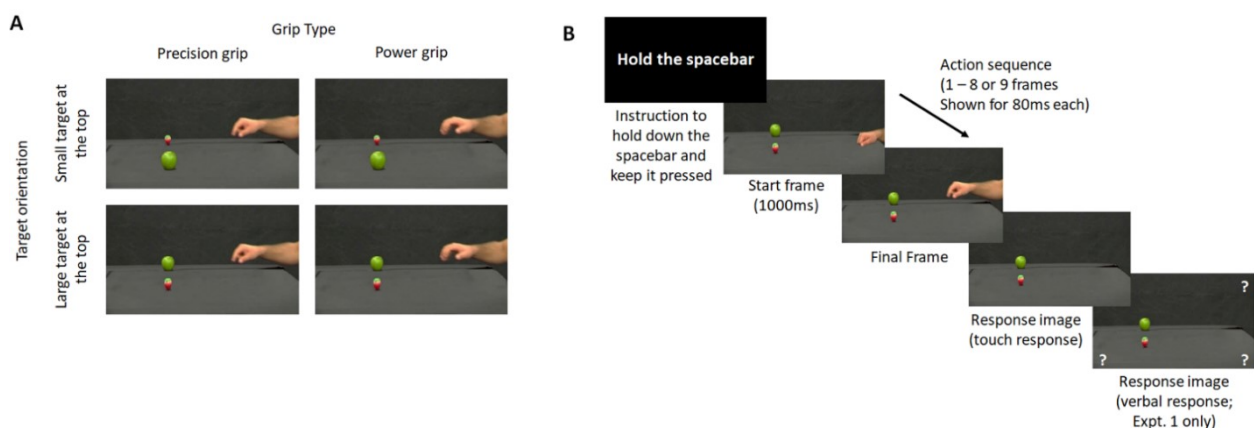 A
Grip Type
Precision grip
Power grip
Target orientation
Small target at
the top
Large target at
the top
B
Hold the spacebar
Instruction to
hold down the
spacebar and
keep it pressed
Start frame
(1000ms)
Action sequence
(1 – 8 or 9 frames
Shown for 80ms each)
Final Frame
Response image
(touch response)
?
?
?
Response image
(verbal response;
Expt. 1 only)